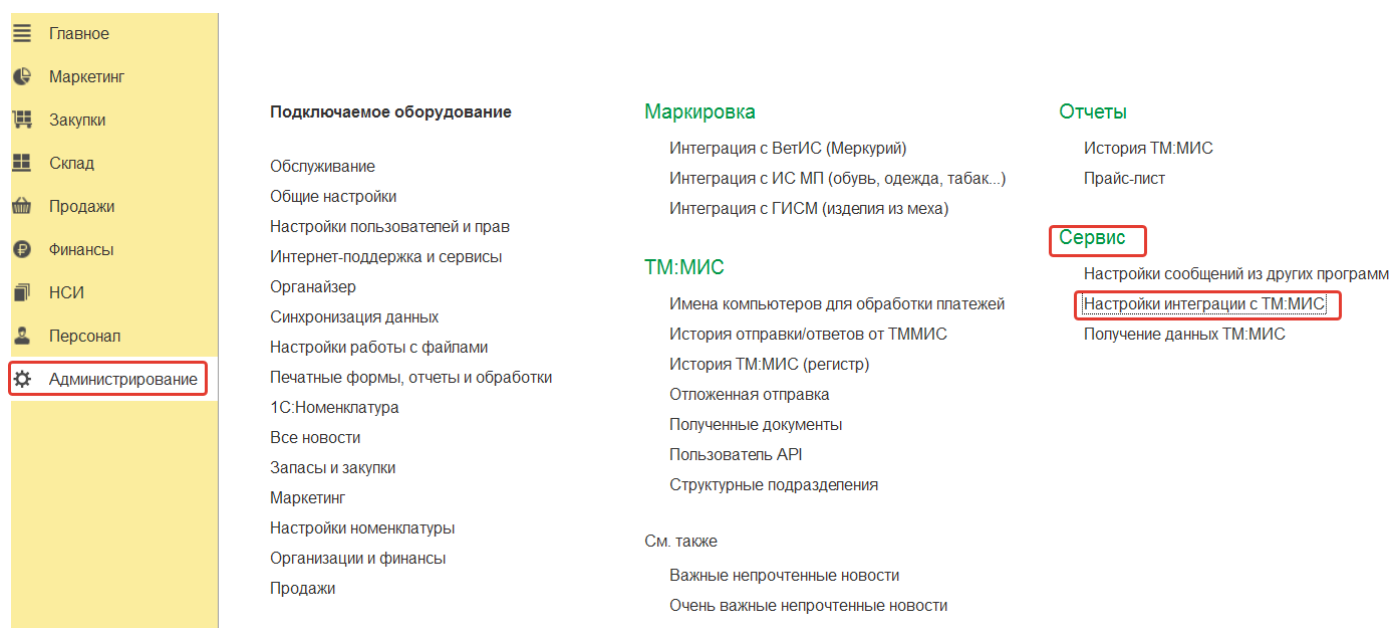 Главное
Маркетинг
Закупки
Склад
Продажи
Финансы
НСИ
Персонал
Администрирование
Подключаемое оборудование
Обслуживание
Общие настройки
Настройки пользователей и прав
Интернет-поддержка и сервисы
Органайзер
Синхронизация данных
Настройки работы с файлами
Печатные формы, отчеты и обработки
1С:Номенклатура
Все новости
Запасы и закупки
Маркетинг
Настройки номенклатуры
Организации и финансы
Продажи
Маркировка
Интеграция с ВетИС (Меркурий)
Интеграция с ИС МП (обувь, одежда, табак...)
Интеграция с ГИСМ (изделия из меха)
ТМ:МИС
Имена компьютеров для обработки платежей
История отправки/ответов от ТММИС
История ТМ:МИС (регистр)
Отложенная отправка
Полученные документы
Пользователь API
Структурные подразделения
См. также
Важные непрочтенные новости
Очень важные непрочтенные новости
Отчеты
История ТМ:МИС
Прайс-лист
Сервис
Настройки сообщений из других программ
Настройки интеграции с ТМ:МИС
Получение данных ТМ:МИС